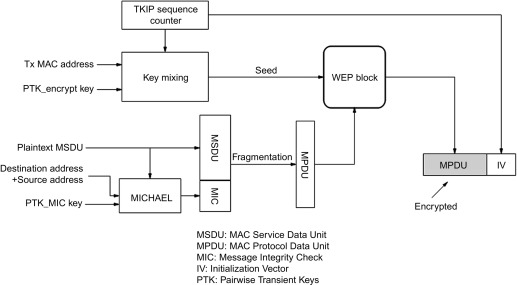 TKIP sequence
counter
Tx MAC address
Key mixing
PTK_encrypt key
Seed
WEP block
Plaintext MSDU
MSDU
Fragmentation
MPDU
MPDU
IV
Destination address
+Source address
MICHAEL
MIC
PTK_MIC key
Encrypted
MSDU: MAC Service Data Unit
MPDU: MAC Protocol Data Unit
MIC: Message Integrity Check
IV: Initialization Vector
PTK: Pairwise Transient Keys